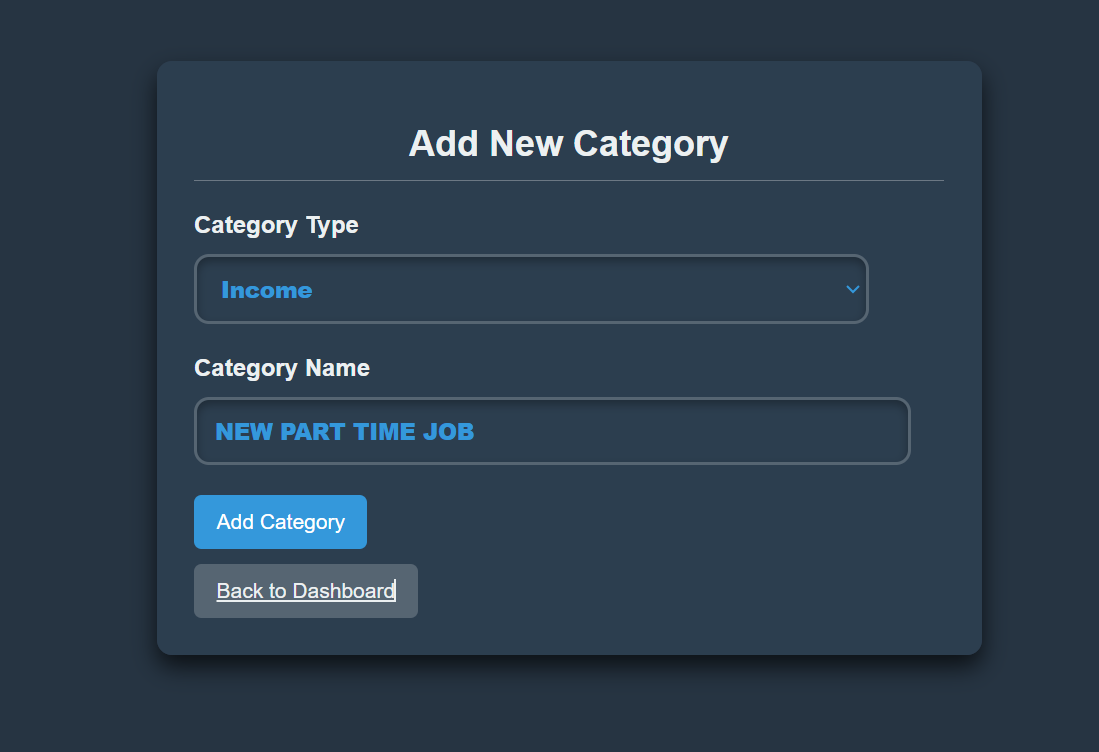 Add New Category
Category Type
Income
Category Name
NEW PART TIME JOB
Add Category
Back to Dashboard